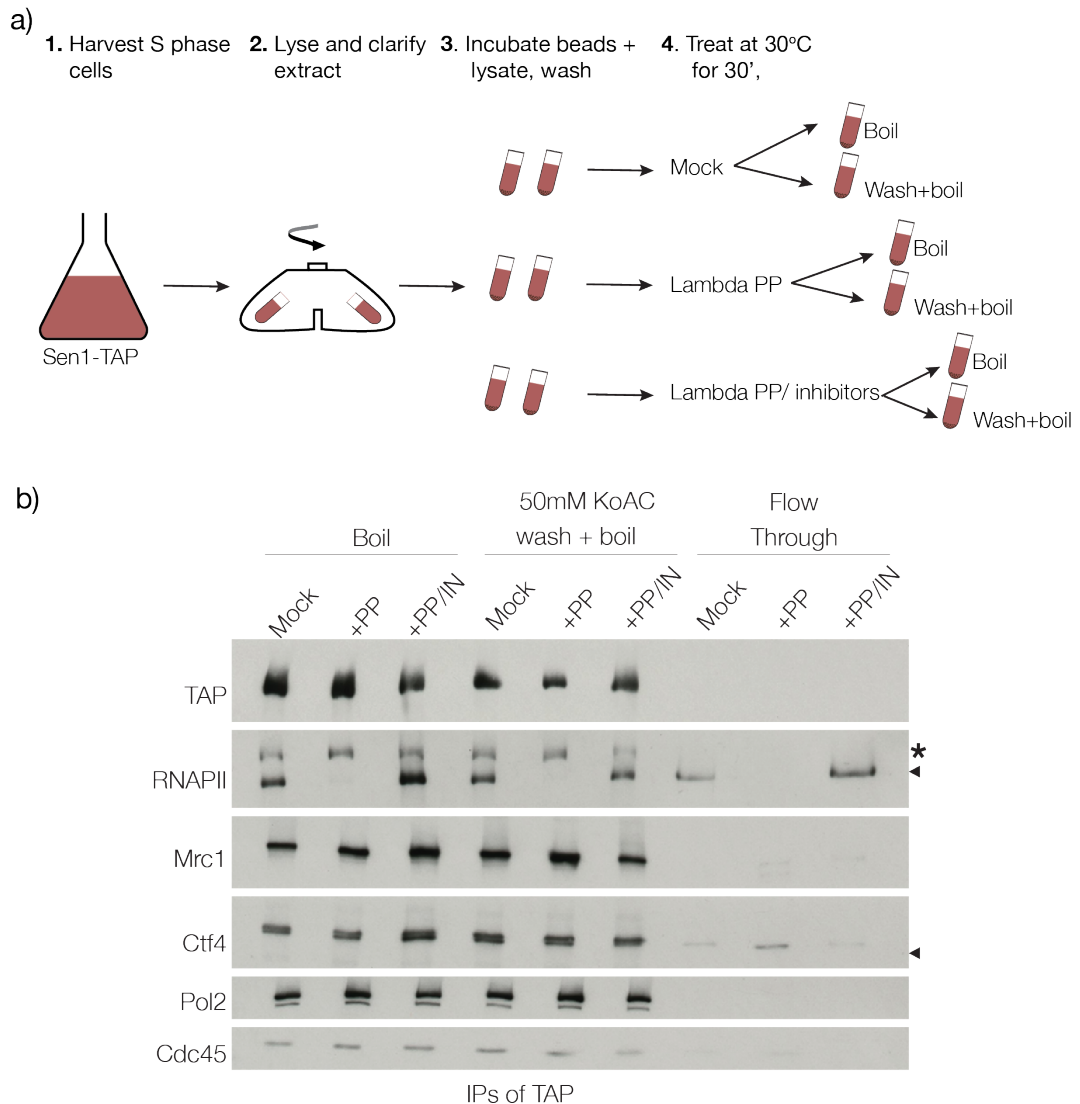 a)
1. Harvest S phase cells
2. Lyse and clarify extract
3. Incubate beads + lysate, wash
4. Treat at 30°C for 30’,
Boil
Mock
Wash+boil
Boil
Lambda PP
Wash+boil
Boil
Lambda PP/ inhibitors
Wash+boil
Sen1-TAP
b)
Boil
50mM KoAC wash + boil
Flow Through
Mock
+PP
+PP/IN
Mock
+PP
+PP/IN
Mock
+PP
+PP/IN
TAP
RNAPII
*
Mrc1
Ctf4
Pol2
Cdc45
IPs of TAP